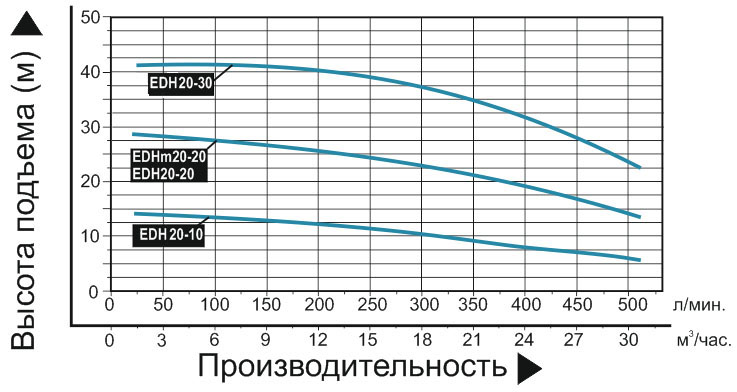 Высота подъема (м)
50
40
30
20
10
0
EDH20-30
EDHm20-20
EDH20-20
EDH20-10
0 50 100 150 200 250 300 350 400 450 500 л/мин.
0 3 6 9 12 15 18 21 24 27 30 м³/час.
Производительность